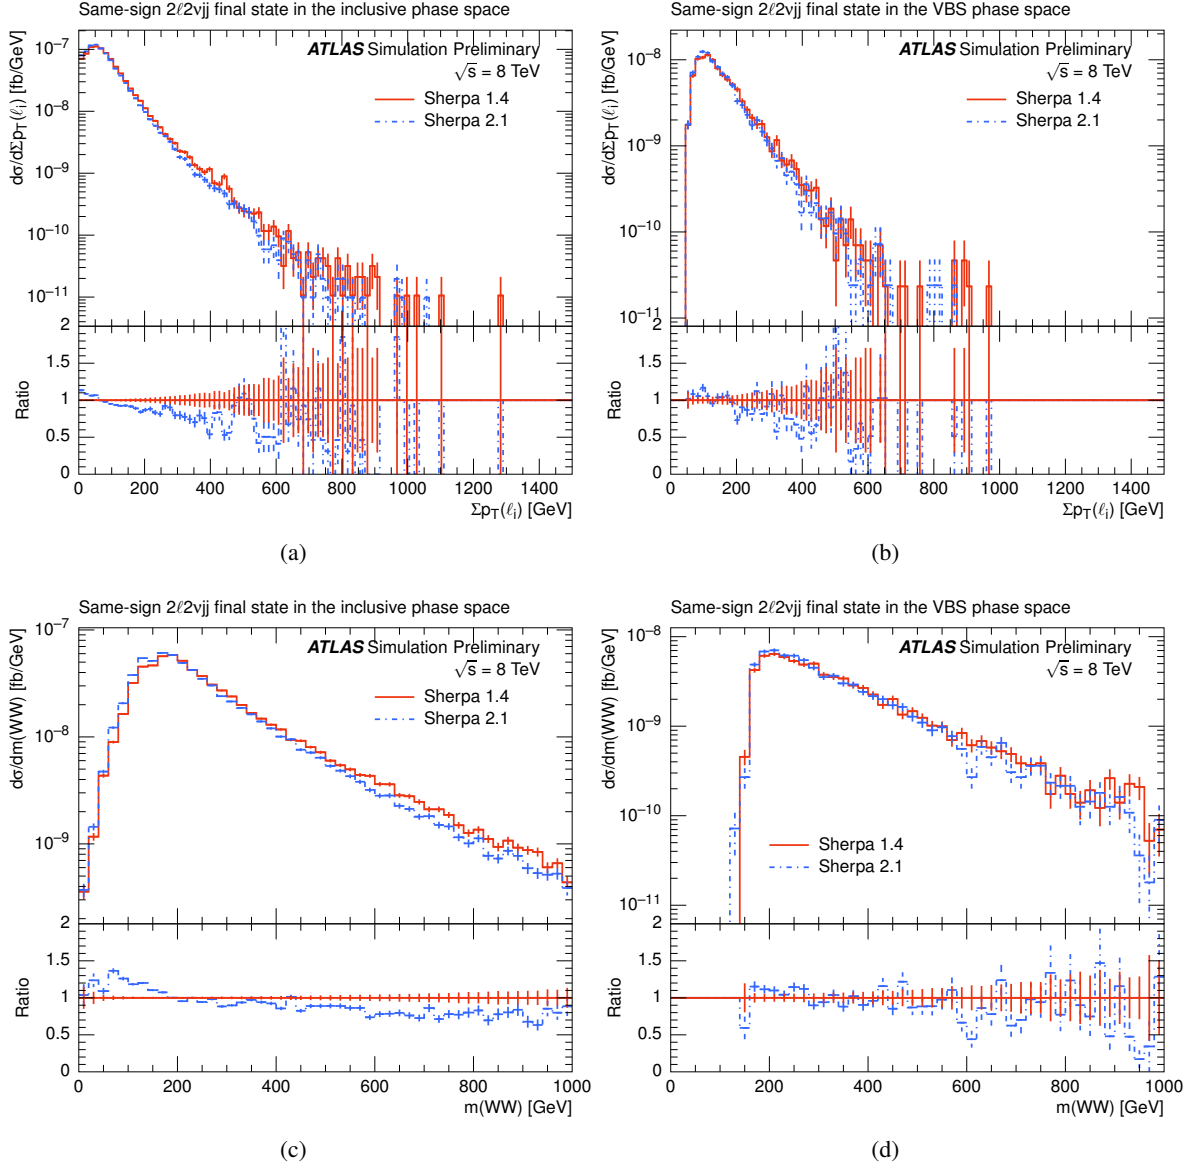 Same-sign 2ℓ2νjj final state in the inclusive phase space
dσ/dΣp_T(ℓ_i) [fb/GeV]
10⁻⁷
10⁻⁸
10⁻⁹
10⁻¹⁰
10⁻¹¹
ATLAS Simulation Preliminary
√s = 8 TeV
Sherpa 1.4
Sherpa 2.1
Ratio
2
1.5
1
0.5
0
0 200 400 600 800 1000 1200 1400
Σp_T(ℓ_i) [GeV]
(a)
Same-sign 2ℓ2νjj final state in the VBS phase space
dσ/dΣp_T(ℓ_i) [fb/GeV]
10⁻⁸
10⁻⁹
10⁻¹⁰
10⁻¹¹
ATLAS Simulation Preliminary
√s = 8 TeV
Sherpa 1.4
Sherpa 2.1
Ratio
2
1.5
1
0.5
0
0 200 400 600 800 1000 1200 1400
Σp_T(ℓ_i) [GeV]
(b)
Same-sign 2ℓ2νjj final state in the inclusive phase space
dσ/dm(WW) [fb/GeV]
10⁻⁷
10⁻⁸
10⁻⁹
ATLAS Simulation Preliminary
√s = 8 TeV
Sherpa 1.4
Sherpa 2.1
Ratio
2
1.5
1
0.5
0
0 200 400 600 800 1000
m(WW) [GeV]
(c)
Same-sign 2ℓ2νjj final state in the VBS phase space
dσ/dm(WW) [fb/GeV]
10⁻⁸
10⁻⁹
10⁻¹⁰
10⁻¹¹
ATLAS Simulation Preliminary
√s = 8 TeV
Sherpa 1.4
Sherpa 2.1
Ratio
2
1.5
1
0.5
0
0 200 400 600 800 1000
m(WW) [GeV]
(d)